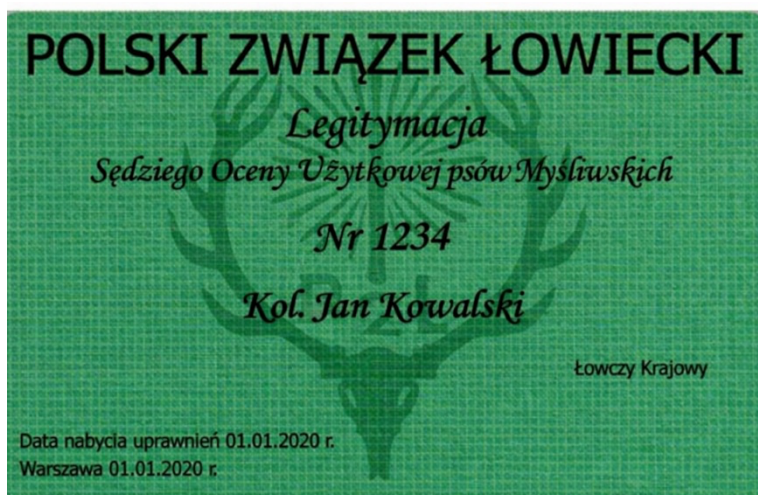 POLSKI ZWIĄZEK ŁOWIECKI
Legitymacja
Sędziego Oceny Użytkowej psów Myśliwskich
Nr 1234
PZŁ
Kol. Jan Kowalski
Łowczy Krajowy
Data nabycia uprawnień 01.01.2020 r.
Warszawa 01.01.2020 r.